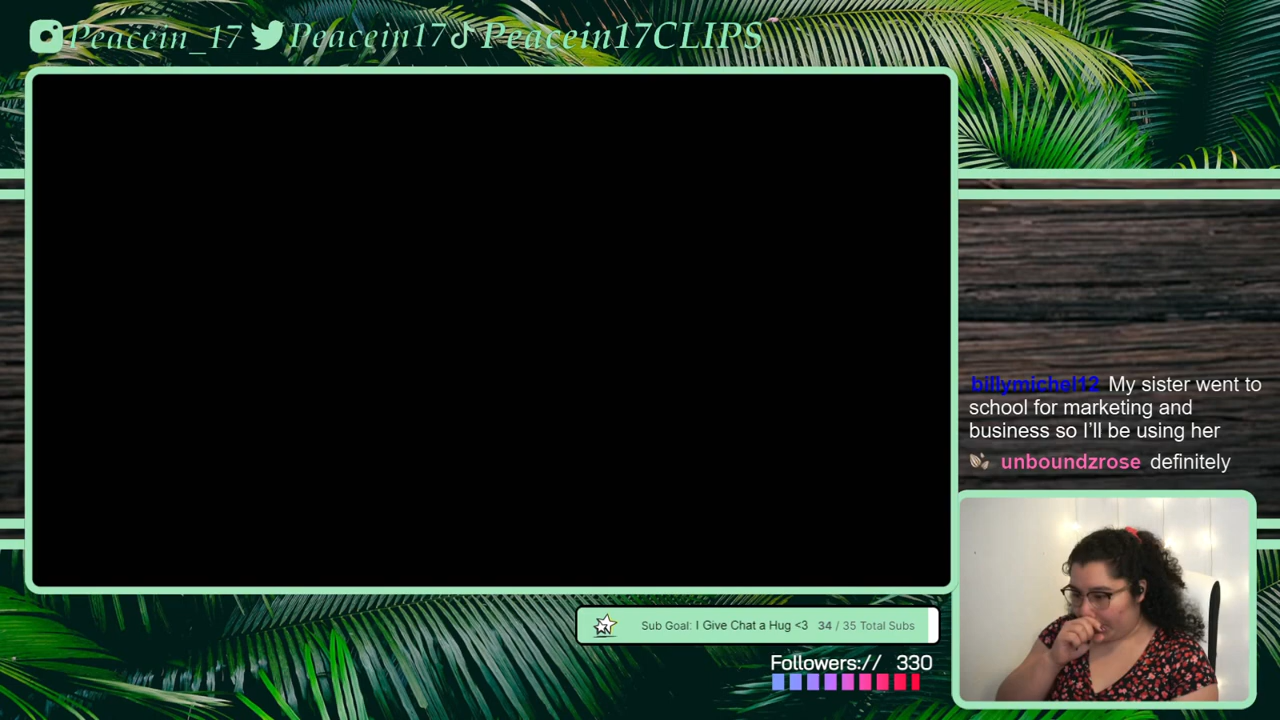 Peacein_17 Peacein17 Peacein17CLIPS
billymichel12 My sister went to
school for marketing and
business so I'll be using her
unboundzrose definitely
Sub Goal: I Give Chat a Hug <3 34 / 35 Total Subs
Followers:// 330